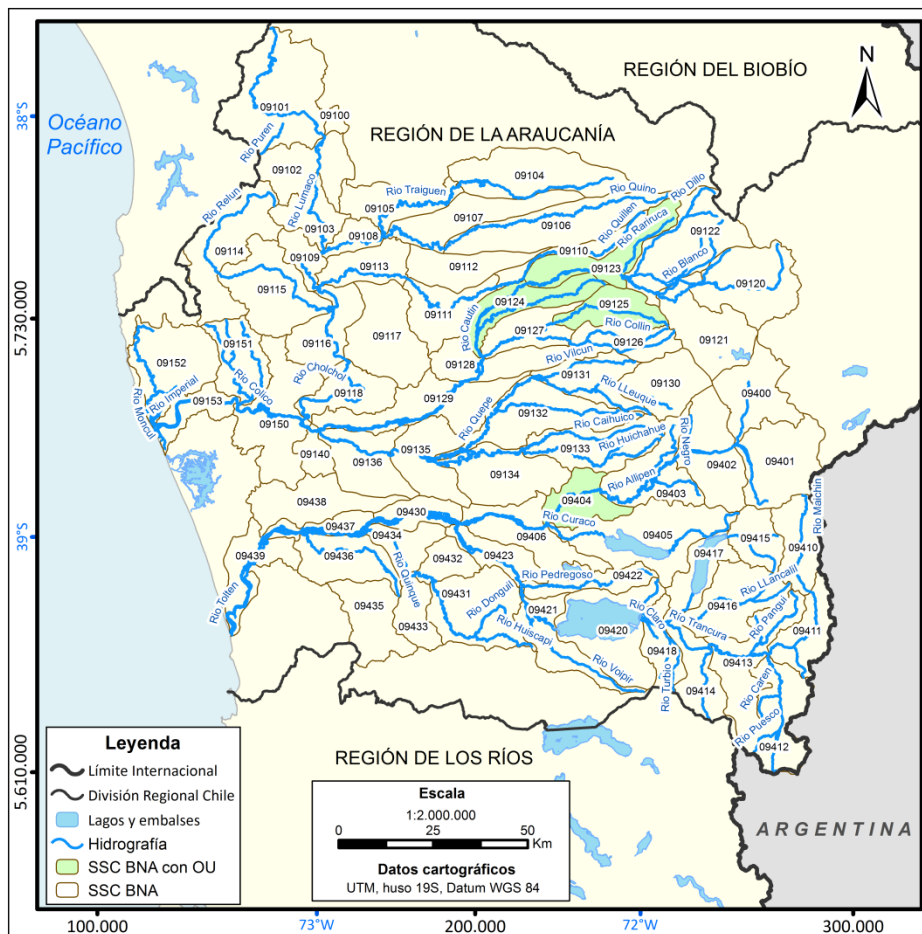 REGIÓN DEL BIOBÍO
N
38°S
Océano
Pacífico
09101
09100
REGIÓN DE LA ARAUCANÍA
Rio Puren
09102
09104
Rio Traiguen
Rio Quino
Rio Dillo
Rio Relun
Rio Lumaco
09105
09107
09106
Rio Quillen
Rio Rariruca
09103
09108
09122
09114
09109
09113
09112
09110
Rio Blanco
09123
09120
09115
09124
09125
5.730.000
09111
Rio Collin
09116
09117
Rio Cautin
09127
09126
09121
09151
09152
09128
Rio Vilcun
Rio Cholchol
09131
09130
09400
Rio Colico
09118
09129
Rio LLeuque
Rio Imperial
09153
Rio Quepe
09132
Rio Caihuico
Rio Moncul
09150
Rio Huichahue
Rio Negro
09135
09133
09140
09136
09402
09401
09134
Rio Allipen
09403
09404
Rio Maichin
09438
09430
Rio Curaco
39°S
09437
09434
09406
09405
09415
09410
09439
09436
09432
09423
09417
Rio Pedregoso
09422
Rio LLancalil
Rio Quinque
09431
Rio Donguil
09421
09416
Rio Tolten
09435
Rio Claro
Rio Trancura
Rio Pangui
09433
Rio Huiscapi
09420
09411
09418
09413
Rio Voipir
Rio Turbio
Rio Caren
09414
Rio Puesco
09412
REGIÓN DE LOS RÍOS
5.610.000
ARGENTINA
Leyenda
Límite Internacional
División Regional Chile
Lagos y embalses
Hidrografía
SSC BNA con OU
SSC BNA
Escala
1:2.000.000
0 25 50
Km
Datos cartográficos
UTM, huso 19S, Datum WGS 84
100.000 73°W 200.000 72°W 300.000